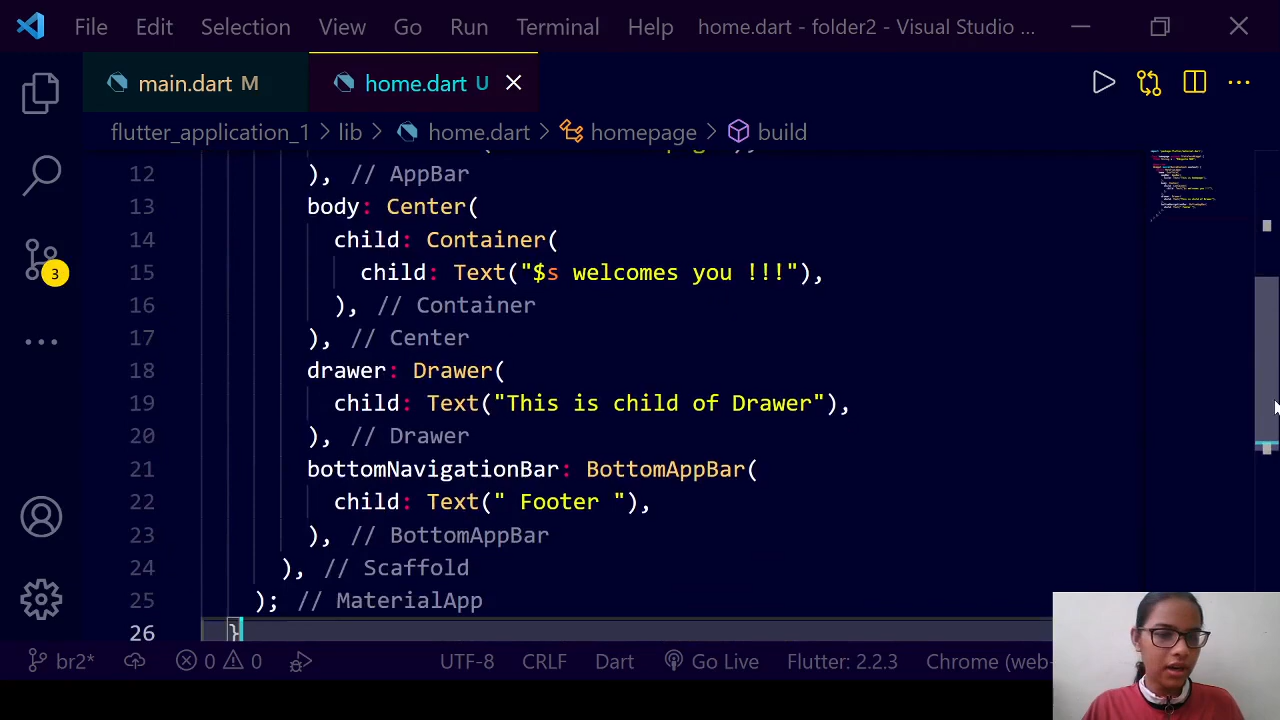 File Edit Selection View Go Run Terminal Help home.dart - folder2 - Visual Studio ...
main.dart M home.dart U
flutter_application_1 > lib > home.dart > homepage > build
12 ), // AppBar
13 body: Center(
14 child: Container(
15 child: Text("$s welcomes you !!!"),
16 ), // Container
17 ), // Center
18 drawer: Drawer(
19 child: Text("This is child of Drawer"),
20 ), // Drawer
21 bottomNavigationBar: BottomAppBar(
22 child: Text(" Footer "),
23 ), // BottomAppBar
24 ), // Scaffold
25 ); // MaterialApp
26 }
3
br2* 0 0 UTF-8 CRLF Dart Go Live Flutter: 2.2.3 Chrome (web-